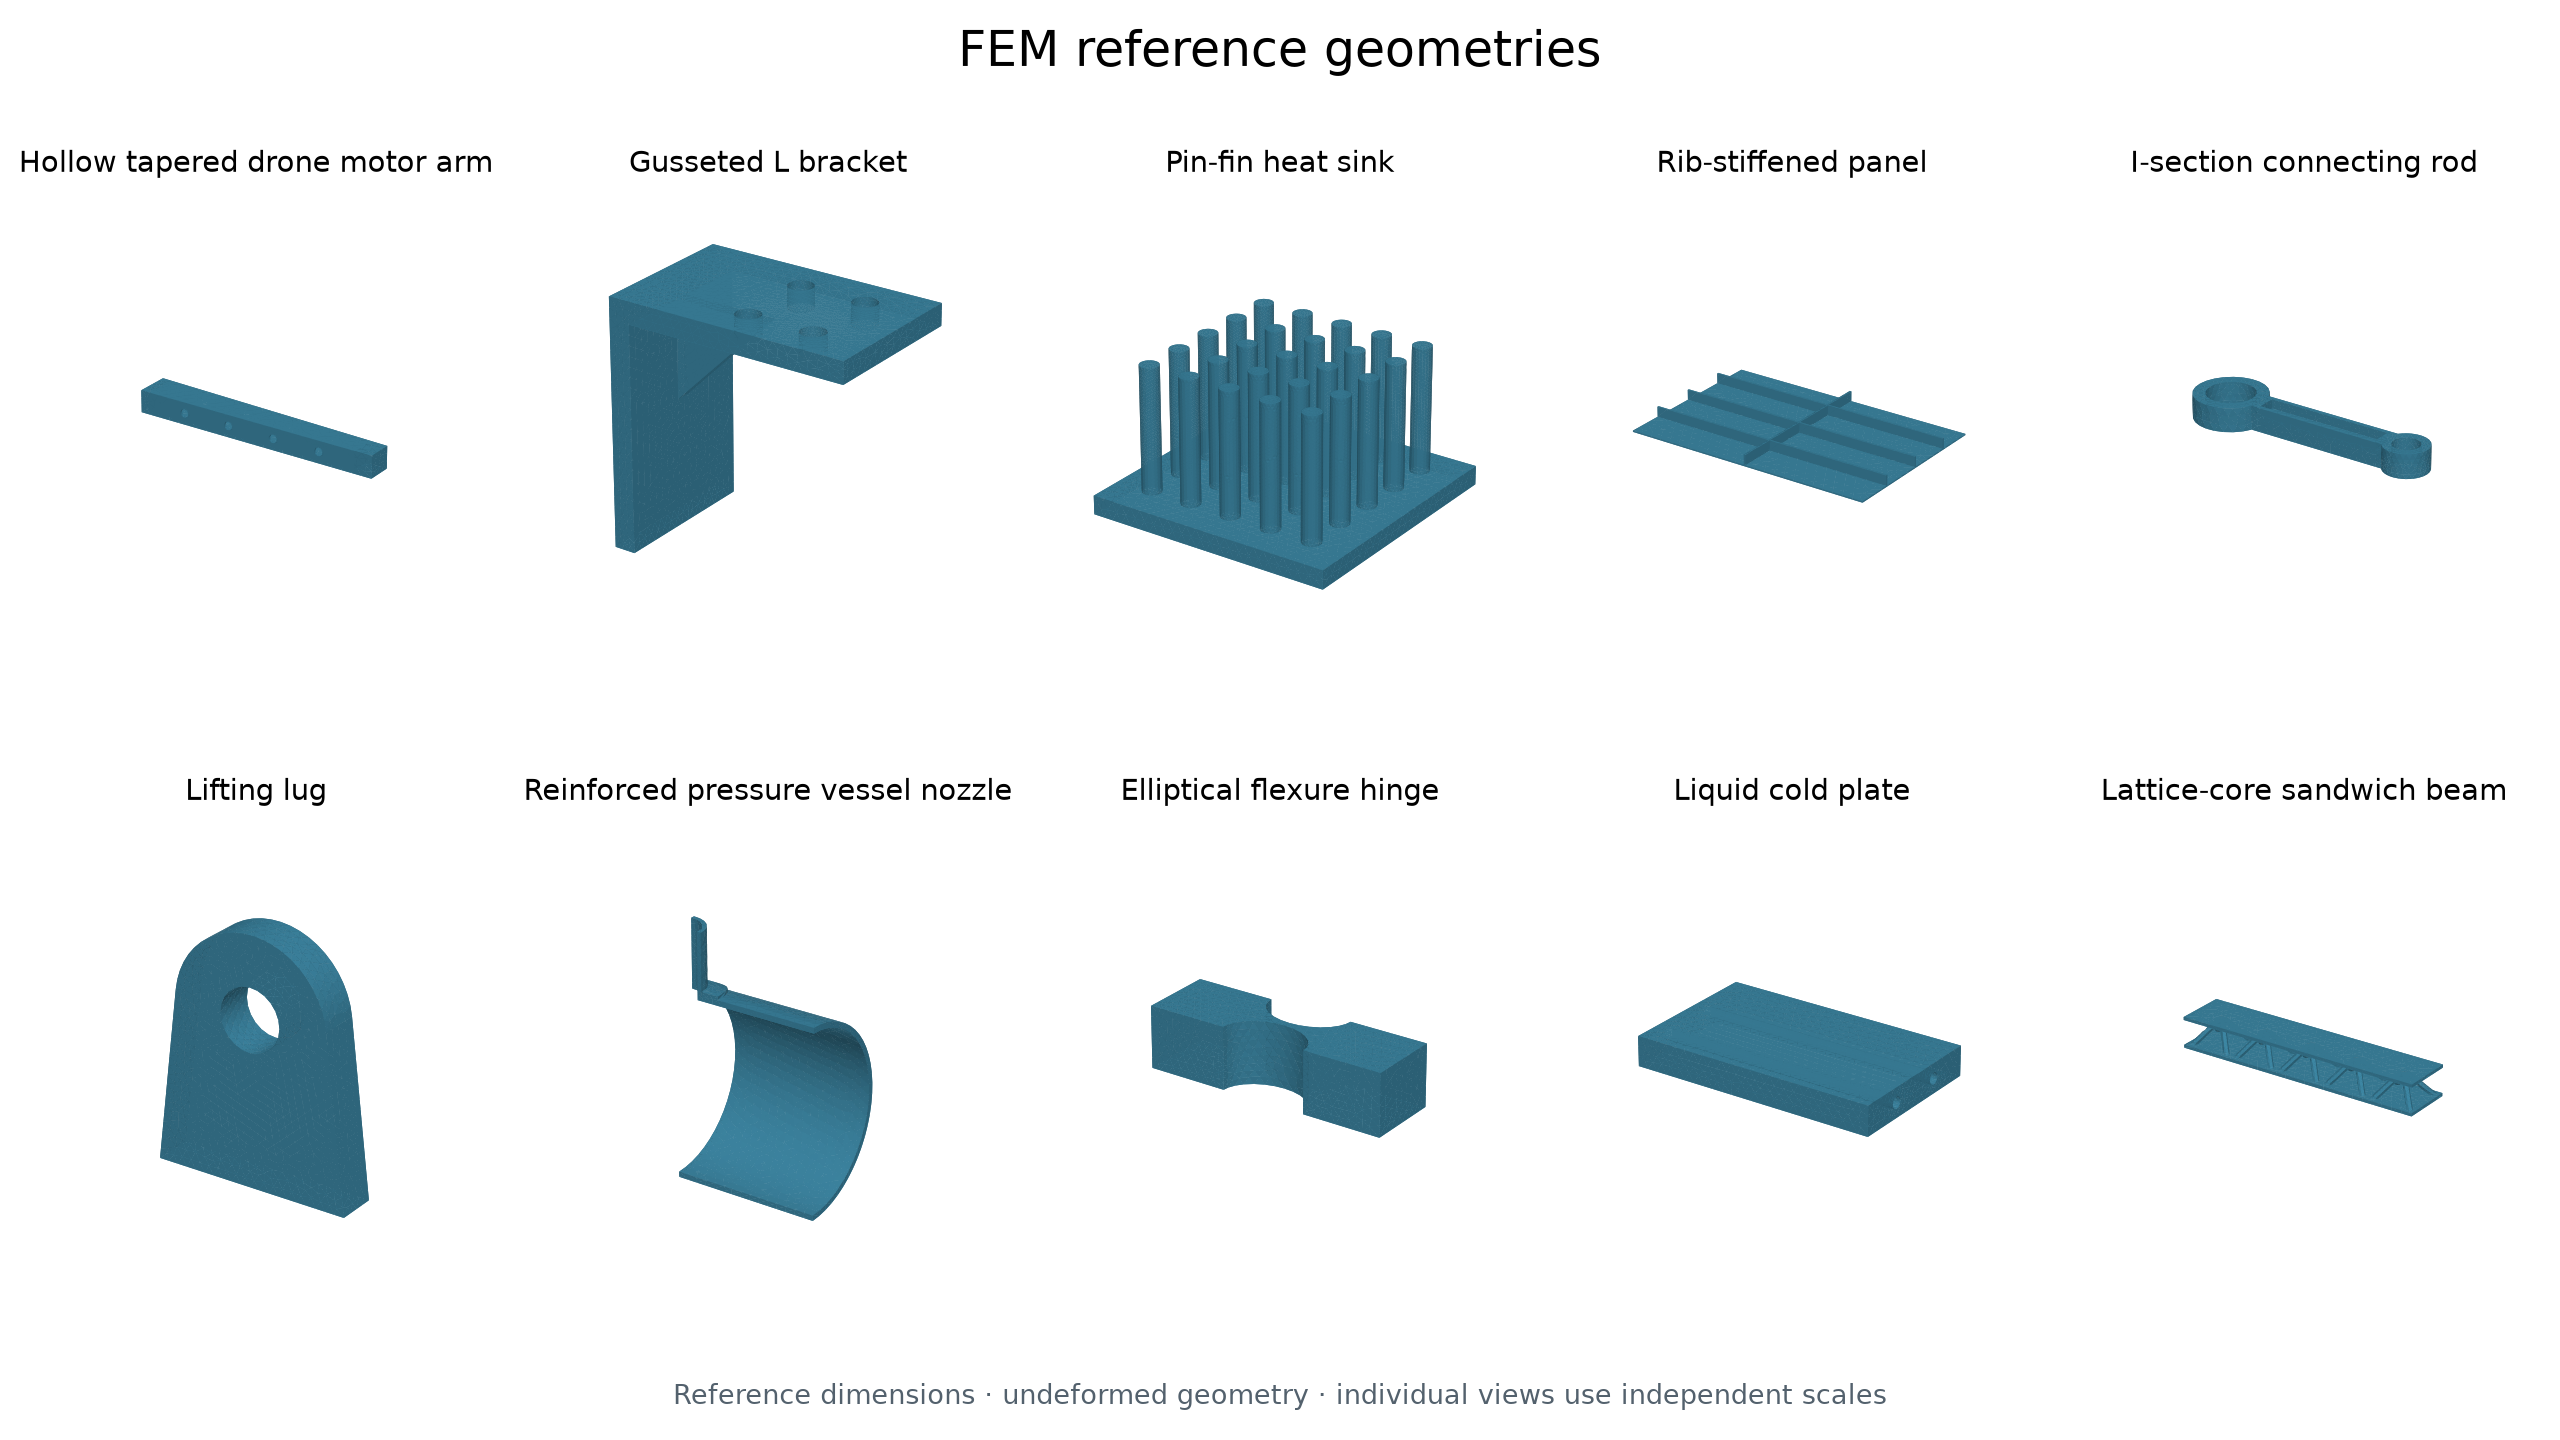 FEM reference geometries
Hollow tapered drone motor arm
Gusseted L bracket
Pin-fin heat sink
Rib-stiffened panel
I-section connecting rod
Lifting lug
Reinforced pressure vessel nozzle
Elliptical flexure hinge
Liquid cold plate
Lattice-core sandwich beam
Reference dimensions · undeformed geometry · individual views use independent scales